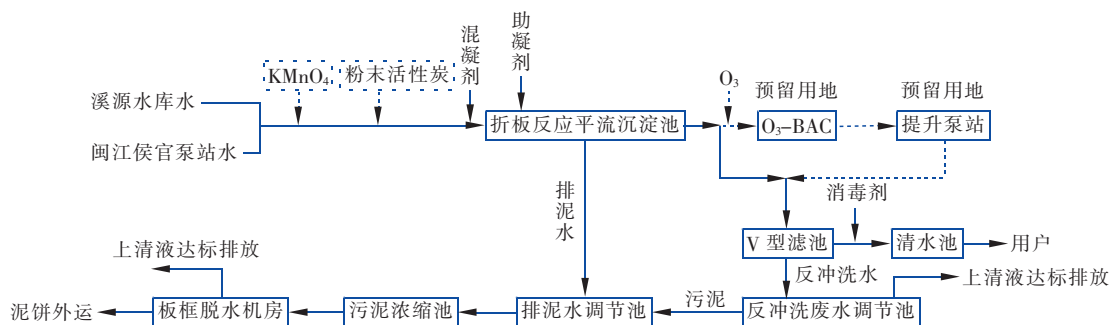 混凝剂
助凝剂
KMnO₄
粉末活性炭
O₃
预留用地
预留用地
溪源水库水
折板反应平流沉淀池
O₃-BAC
提升泵站
闽江侯官泵站水
排泥水
消毒剂
上清液达标排放
V 型滤池
清水池
用户
反冲洗水
上清液达标排放
泥饼外运
板框脱水机房
污泥浓缩池
排泥水调节池
污泥
反冲洗废水调节池